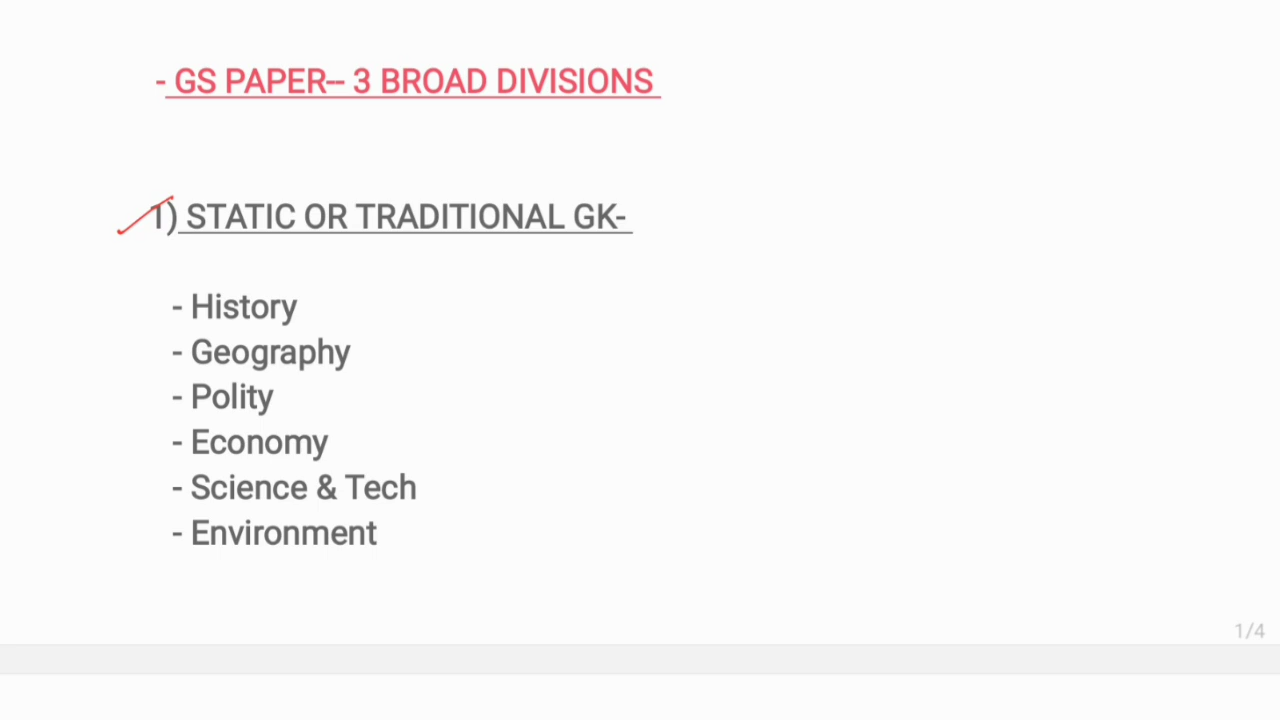 - GS PAPER-- 3 BROAD DIVISIONS
1) STATIC OR TRADITIONAL GK-
- History
- Geography
- Polity
- Economy
- Science & Tech
- Environment
1/4